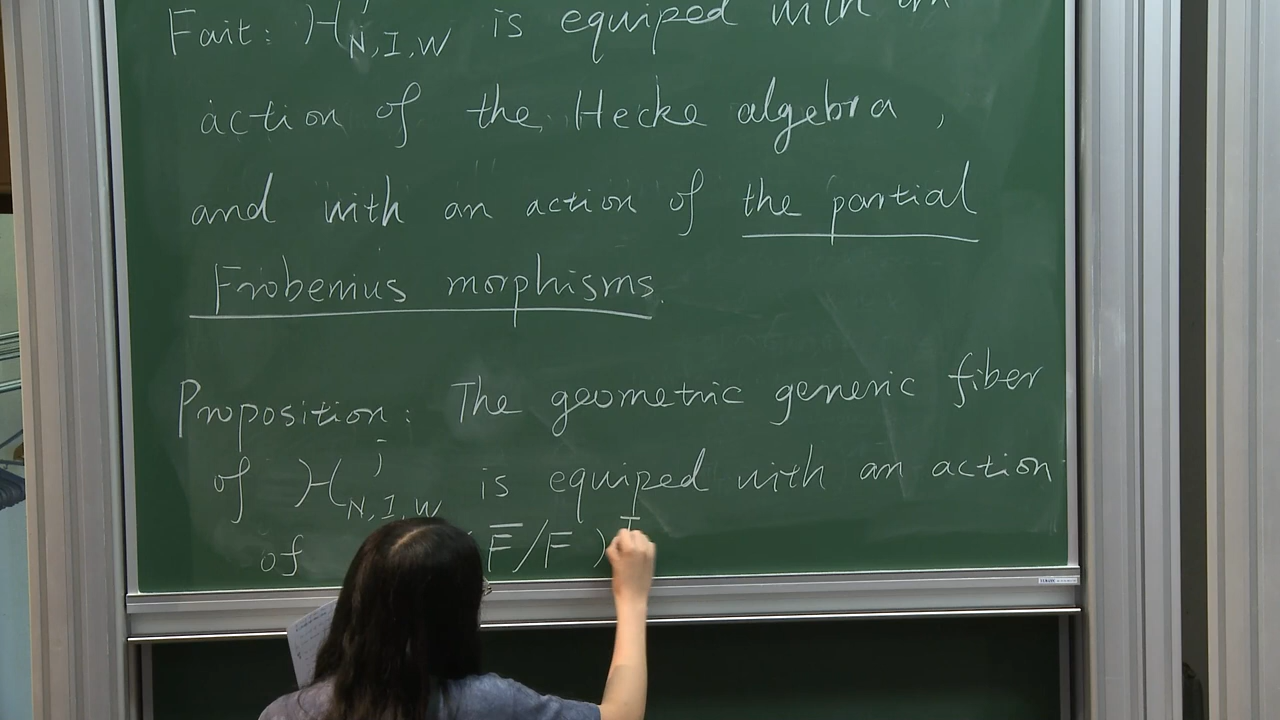 Fait: H^j_{N,I,W} is equiped with an
action of the Hecke algebra,
and with an action of the partial
Frobenius morphisms.
Proposition: The geometric generic fiber
of H^j_{N,I,W} is equiped with an action
of (F̅/F)^I